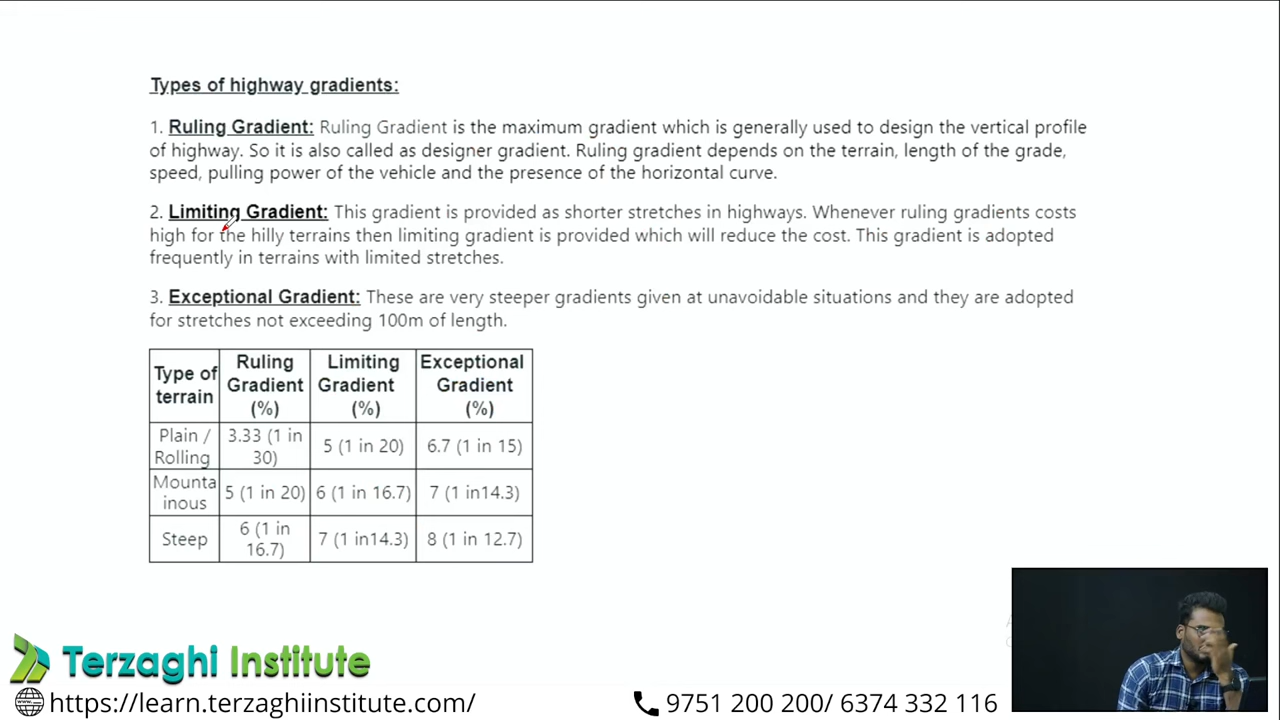 Types of highway gradients:
1. Ruling Gradient: Ruling Gradient is the maximum gradient which is generally used to design the vertical profile
of highway. So it is also called as designer gradient. Ruling gradient depends on the terrain, length of the grade,
speed, pulling power of the vehicle and the presence of the horizontal curve.
2. Limiting Gradient: This gradient is provided as shorter stretches in highways. Whenever ruling gradients costs
high for the hilly terrains then limiting gradient is provided which will reduce the cost. This gradient is adopted
frequently in terrains with limited stretches.
3. Exceptional Gradient: These are very steeper gradients given at unavoidable situations and they are adopted
for stretches not exceeding 100m of length.
Type of terrain Ruling Gradient (%) Limiting Gradient (%) Exceptional Gradient (%)
Plain / Rolling 3.33 (1 in 30) 5 (1 in 20) 6.7 (1 in 15)
Mounta inous 5 (1 in 20) 6 (1 in 16.7) 7 (1 in14.3)
Steep 6 (1 in 16.7) 7 (1 in14.3) 8 (1 in 12.7)
Terzaghi Institute
https://learn.terzaghiinstitute.com/ 9751 200 200/ 6374 332 116